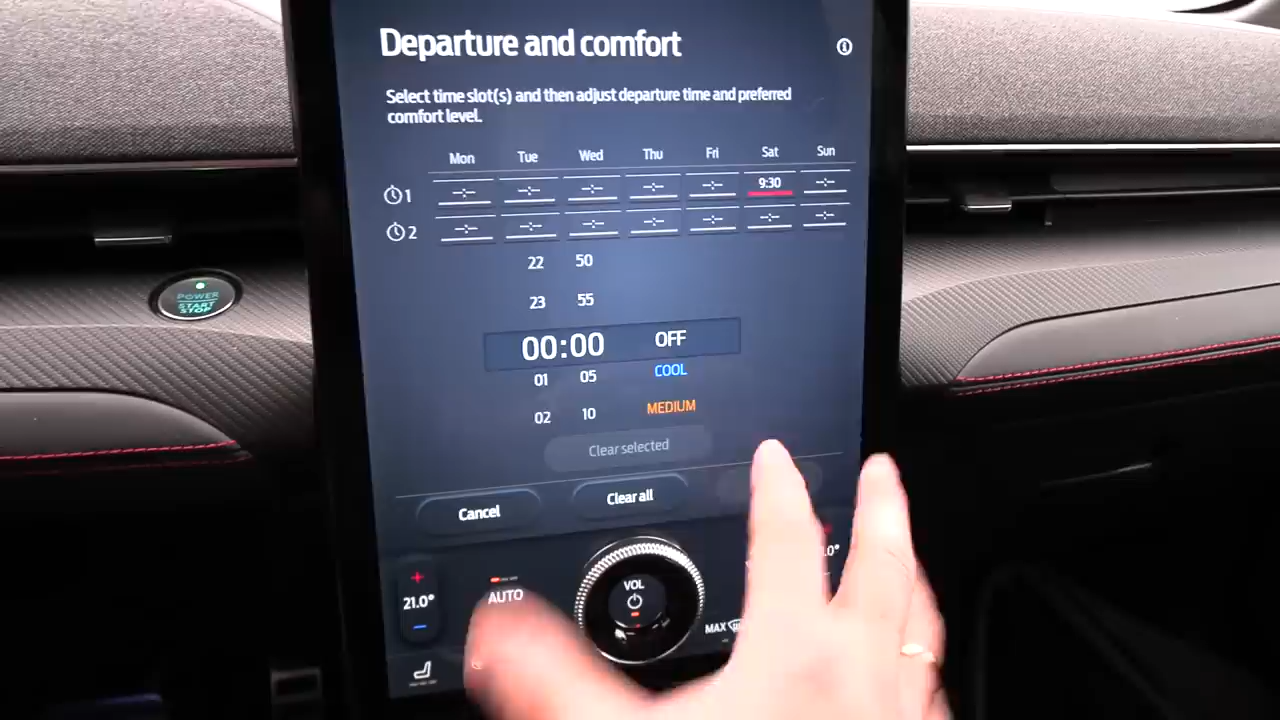 Departure and comfort
Select time slot(s) and then adjust departure time and preferred
comfort level.
Mon Tue Wed Thu Fri Sat Sun
1 --:-- --:-- --:-- --:-- --:-- 9:30 --:--
2 --:-- --:-- --:-- --:-- --:-- --:-- --:--
22 50
23 55
00:00 OFF
01 05 COOL
02 10 MEDIUM
Clear selected
Cancel Clear all
+
21.0°
−
AUTO
VOL
MAX
POWER
START
STOP